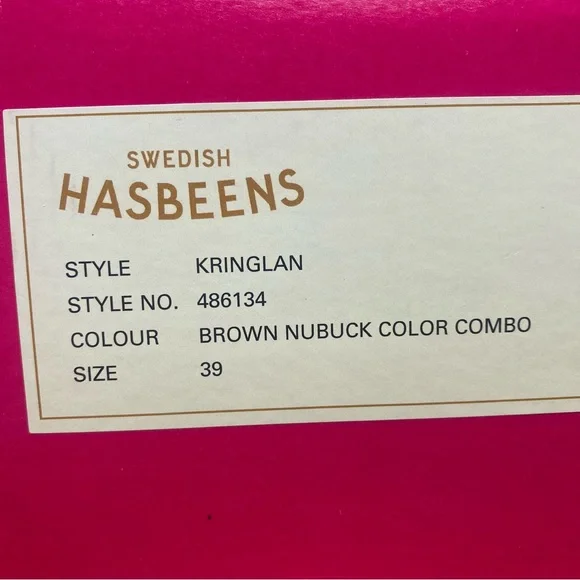 SWEDISH
HASBEENS
STYLE KRINGLAN
STYLE NO. 486134
COLOUR BROWN NUBUCK COLOR COMBO
SIZE 39